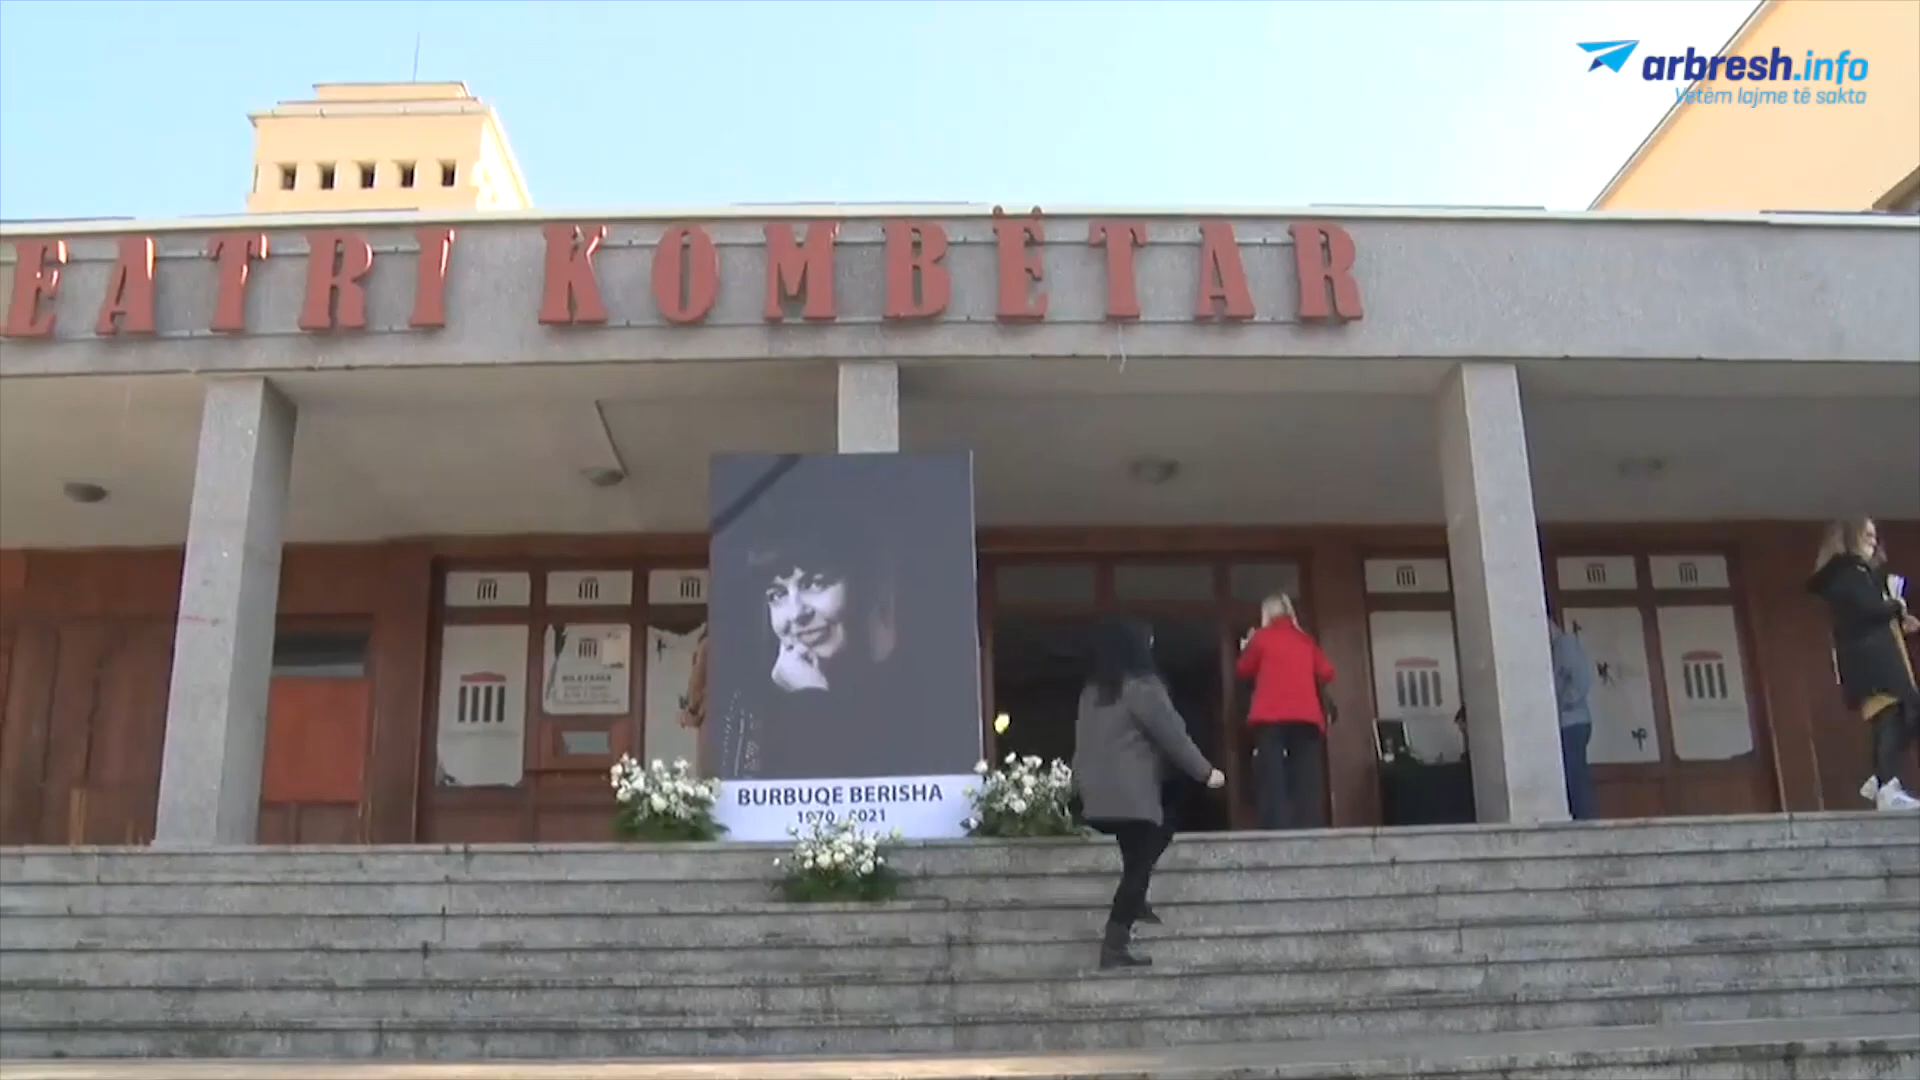 arbresh.info
Vetëm lajme të sakta
EATRI KOMBËTAR
BURBUQE BERISHA
1970 2021